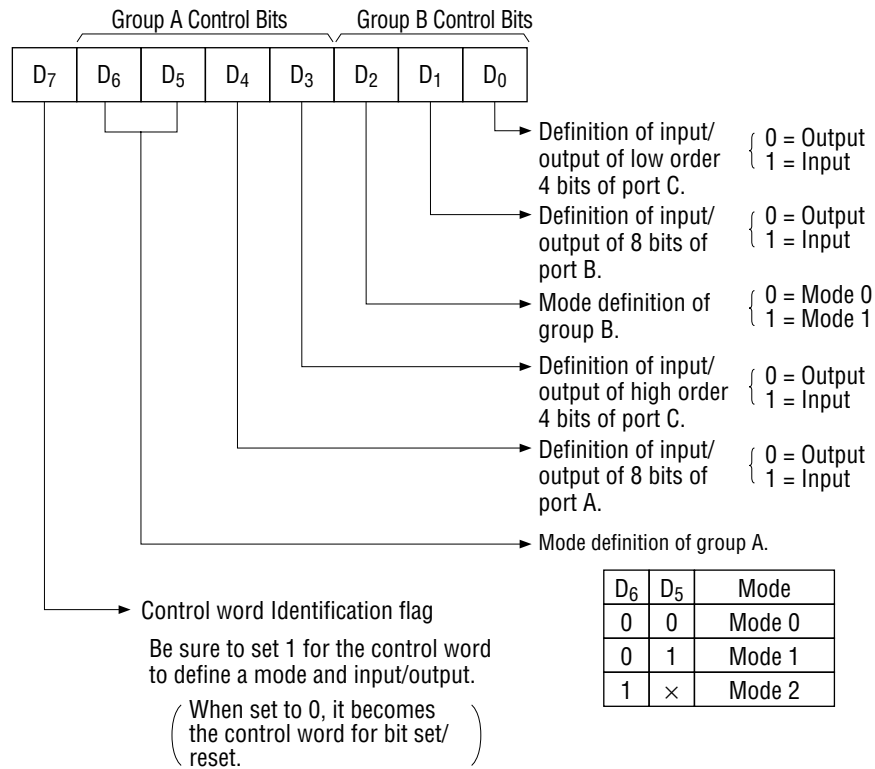 Group A Control Bits Group B Control Bits
D7 D6 D5 D4 D3 D2 D1 D0
Definition of input/
output of low order
4 bits of port C.
0 = Output
1 = Input
Definition of input/
output of 8 bits of
port B.
0 = Output
1 = Input
Mode definition of
group B.
0 = Mode 0
1 = Mode 1
Definition of input/
output of high order
4 bits of port C.
0 = Output
1 = Input
Definition of input/
output of 8 bits of
port A.
0 = Output
1 = Input
Mode definition of group A.
D6 D5 Mode
0 0 Mode 0
0 1 Mode 1
1 × Mode 2
Control word Identification flag
Be sure to set 1 for the control word
to define a mode and input/output.
When set to 0, it becomes
the control word for bit set/
reset.